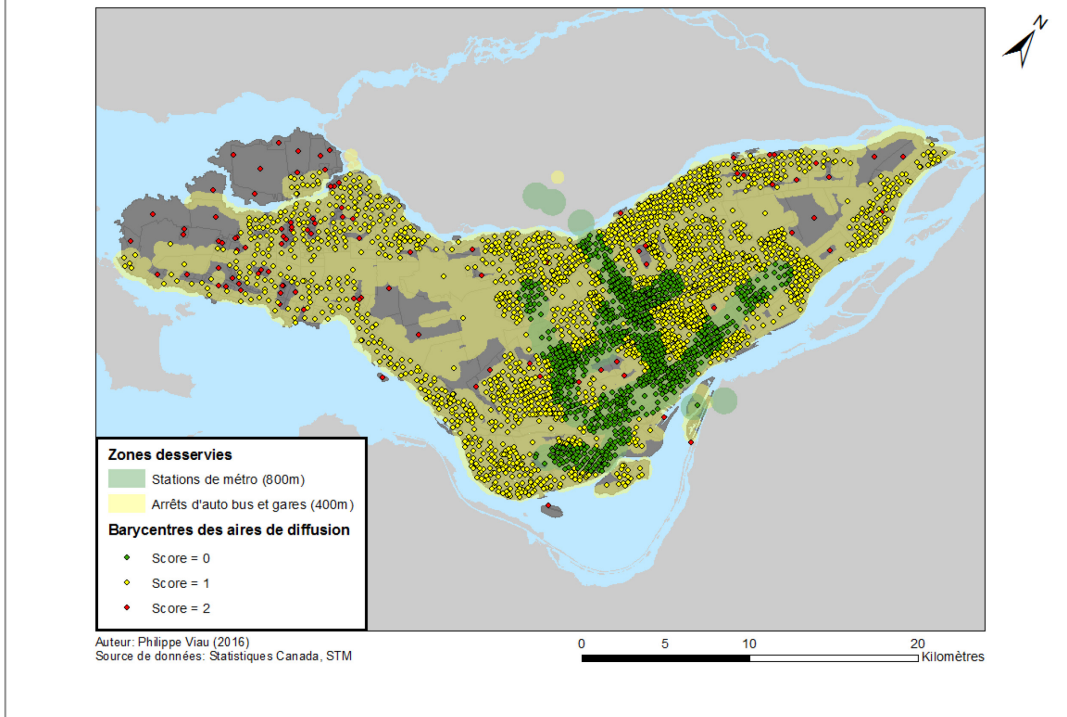 N
Zones desservies
Stations de métro (800m)
Arrêts d'auto bus et gares (400m)
Barycentres des aires de diffusion
Score = 0
Score = 1
Score = 2
Auteur: Philippe Viau (2016)
Source de données: Statistiques Canada, STM
0 5 10 20
Kilomètres